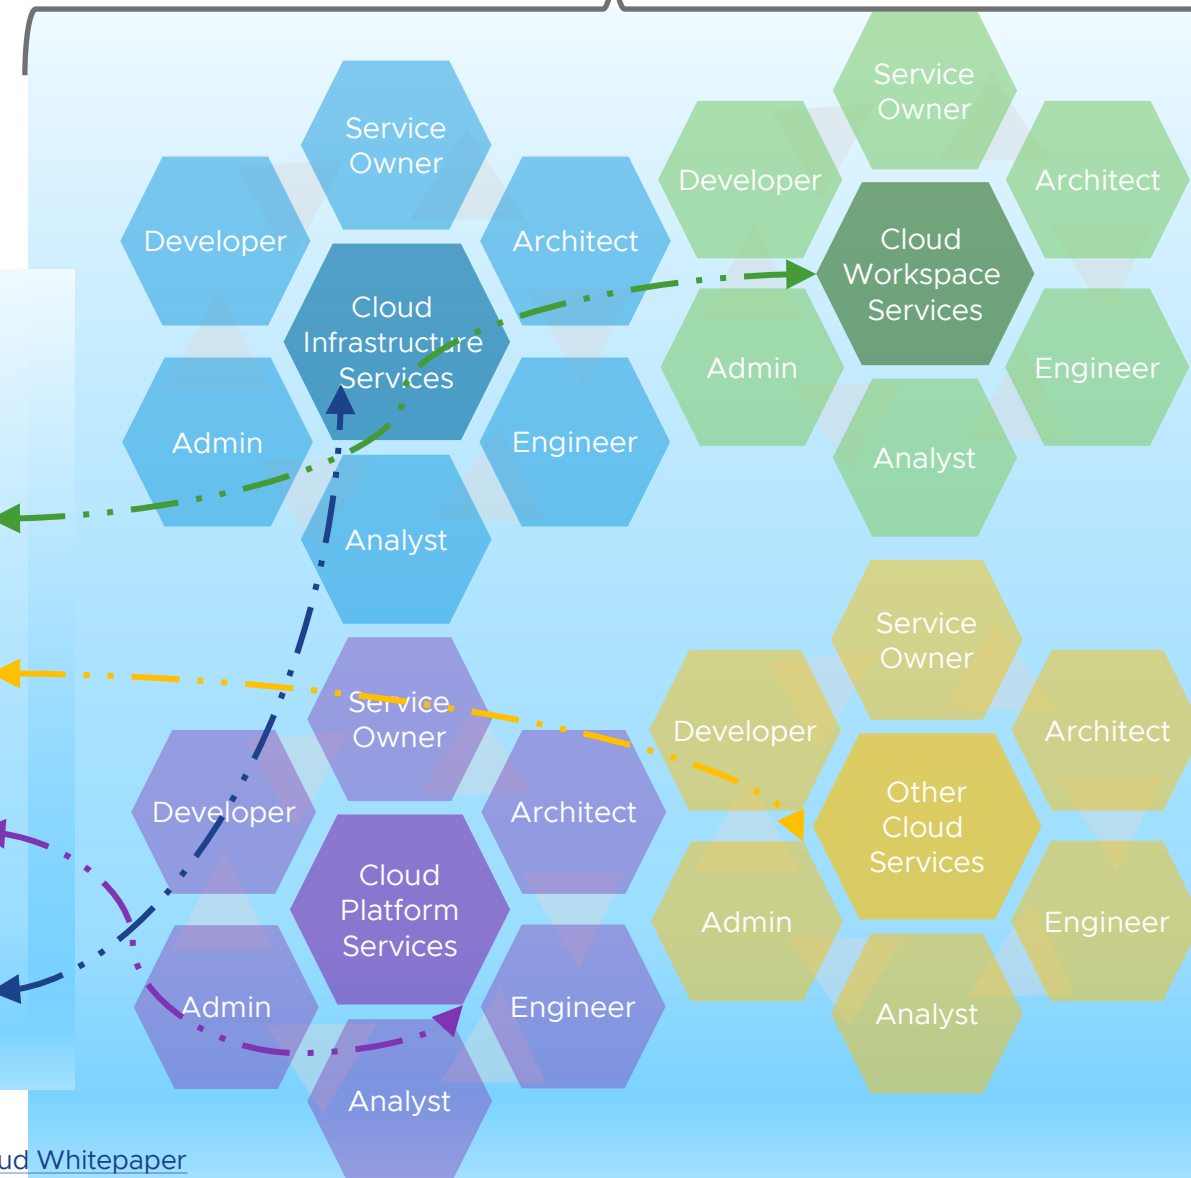 Service
Owner
Developer
Architect
Cloud
Infrastructure
Services
Admin
Engineer
Analyst
Service
Owner
Developer
Architect
Cloud
Workspace
Services
Admin
Engineer
Analyst
Service
Owner
Developer
Architect
Cloud
Platform
Services
Admin
Engineer
Analyst
Service
Owner
Developer
Architect
Other
Cloud
Services
Admin
Engineer
Analyst
Whitepaper